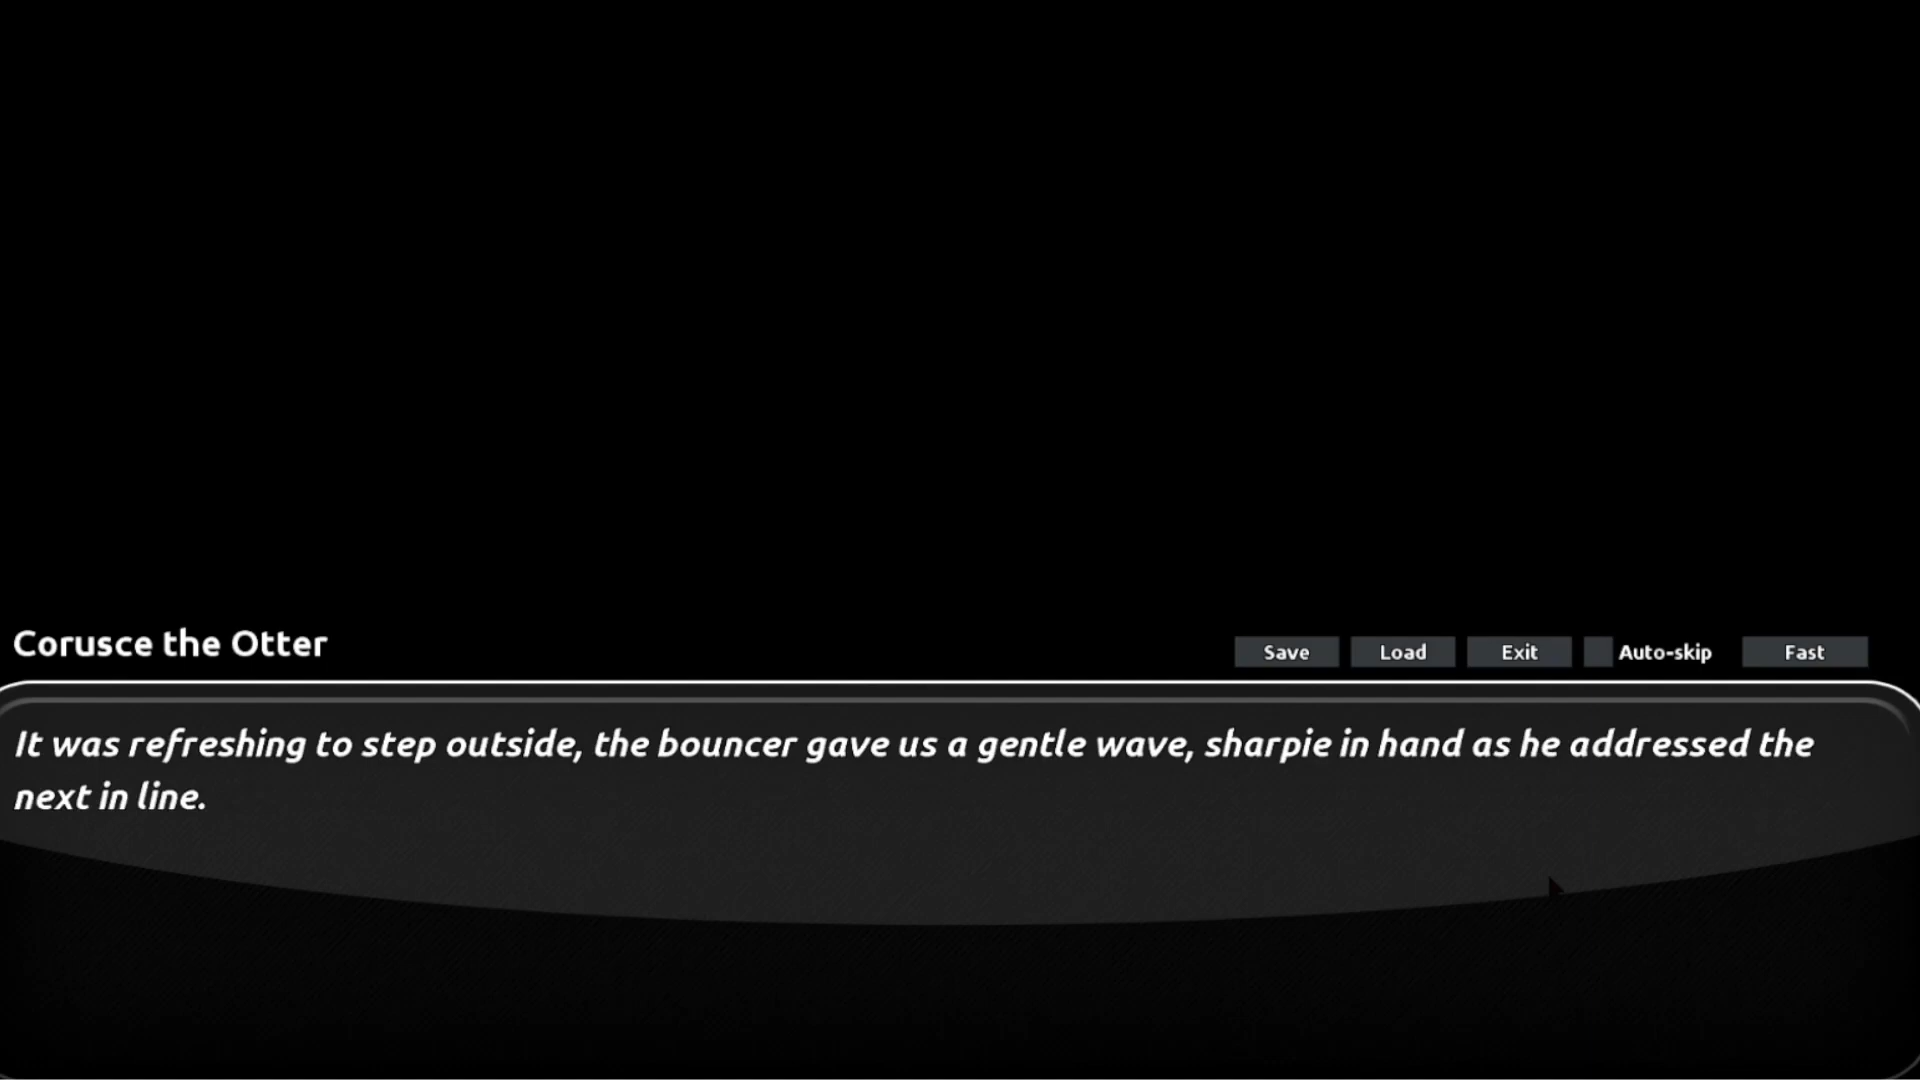 Corusce the Otter
Save Load Exit Auto-skip Fast
It was refreshing to step outside, the bouncer gave us a gentle wave, sharpie in hand as he addressed the
next in line.